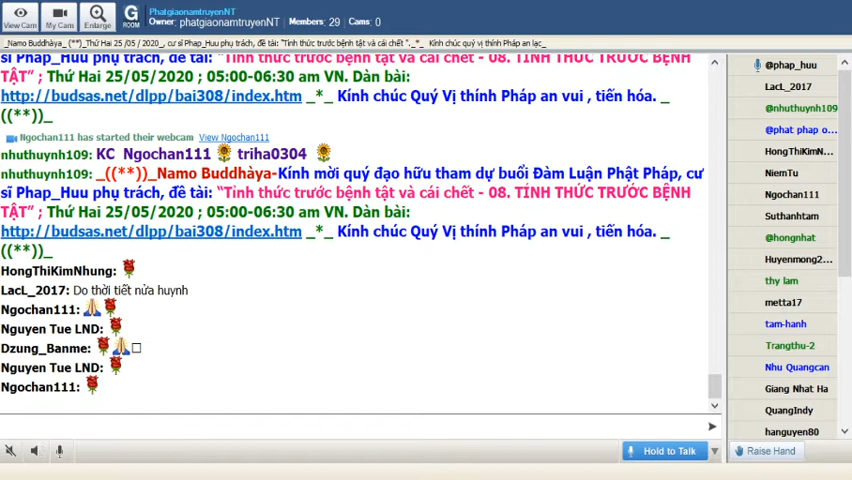 View Cam
My Cam
Enlarge
G
ROOM
PhatgiaonamtruyenNT
Owner: phatgiaonamtruyenNT Members: 29 Cams: 0
_Namo Buddhàya_ (**)_Thứ Hai 25 /05 / 2020_, cư sĩ Pháp_Huu phụ trách, đề tài: "Tỉnh thức trước bệnh tật và cái chết "._*_ Kính chúc quý vị thính Pháp an lạc_
sĩ Pháp_Huu phụ trách, đề tài: "Tỉnh thức trước bệnh tật và cái chết - 08. TỈNH THỨC TRƯỚC BỆNH
TẬT" ; Thứ Hai 25/05/2020 ; 05:00-06:30 am VN. Dàn bài:
http://budsas.net/dlpp/bai308/index.htm _*_ Kính chúc Quý Vị thính Pháp an vui , tiến hóa. _
((**))_
Ngochan111 has started their webcam View Ngochan111
nhuthuynh109: KC Ngochan111 triha0304
nhuthuynh109: _((**))_Namo Buddhàya-Kính mời quý đạo hữu tham dự buổi Đàm Luận Phật Pháp, cư
sĩ Pháp_Huu phụ trách, đề tài: "Tỉnh thức trước bệnh tật và cái chết - 08. TỈNH THỨC TRƯỚC BỆNH
TẬT" ; Thứ Hai 25/05/2020 ; 05:00-06:30 am VN. Dàn bài:
http://budsas.net/dlpp/bai308/index.htm _*_ Kính chúc Quý Vị thính Pháp an vui , tiến hóa. _
((**))_
HongThiKimNhung:
LacL_2017: Do thời tiết nửa huynh
Ngochan111:
Nguyen Tue LND:
Dzung_Banme:
Nguyen Tue LND:
Ngochan111:
Hold to Talk
@phap_huu
LacL_2017
@nhuthuynh109
@phat phap o...
HongThiKimN...
NiemTu
Ngochan111
Suthanhtam
@hongnhat
Huyenmong2...
thy lam
metta17
tam-hanh
Trangthu-2
Nhu Quangcan
Giang Nhat Ha
QuangIndy
hanguyen80
Raise Hand